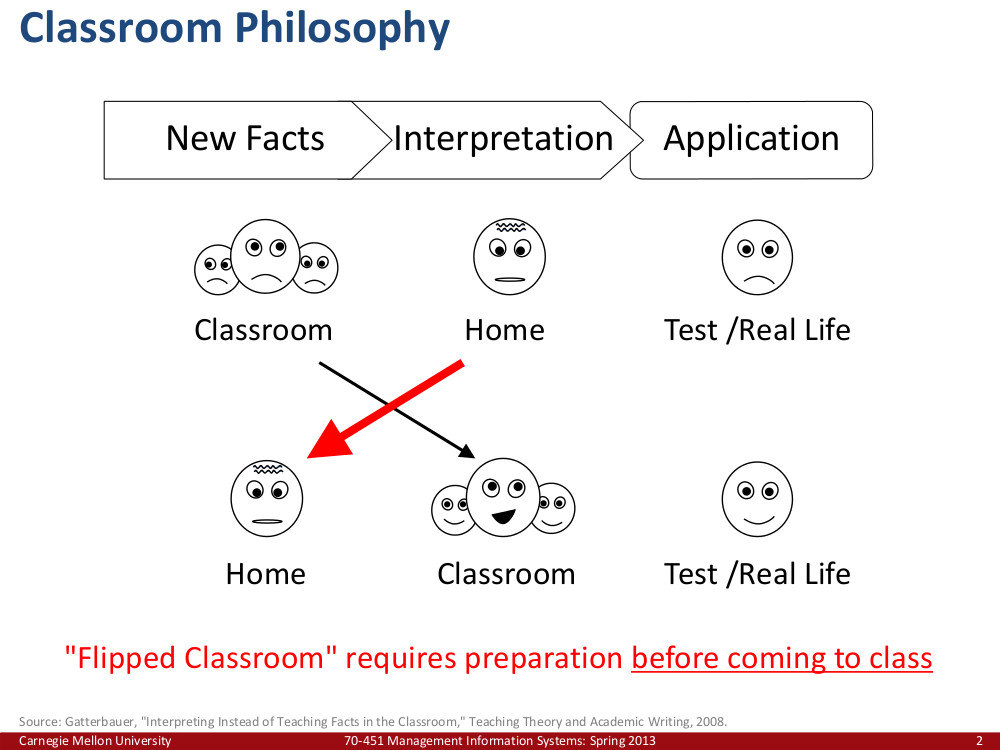 Classroom Philosophy
New Facts
Interpretation
Application
Classroom
Home
Test /Real Life
Home
Classroom
Test /Real Life
"Flipped Classroom" requires preparation before coming to class
Source: Gatterbauer, "Interpreting Instead of Teaching Facts in the Classroom," Teaching Theory and Academic Writing, 2008.
Carnegie Mellon University
70-451 Management Information Systems: Spring 2013
2